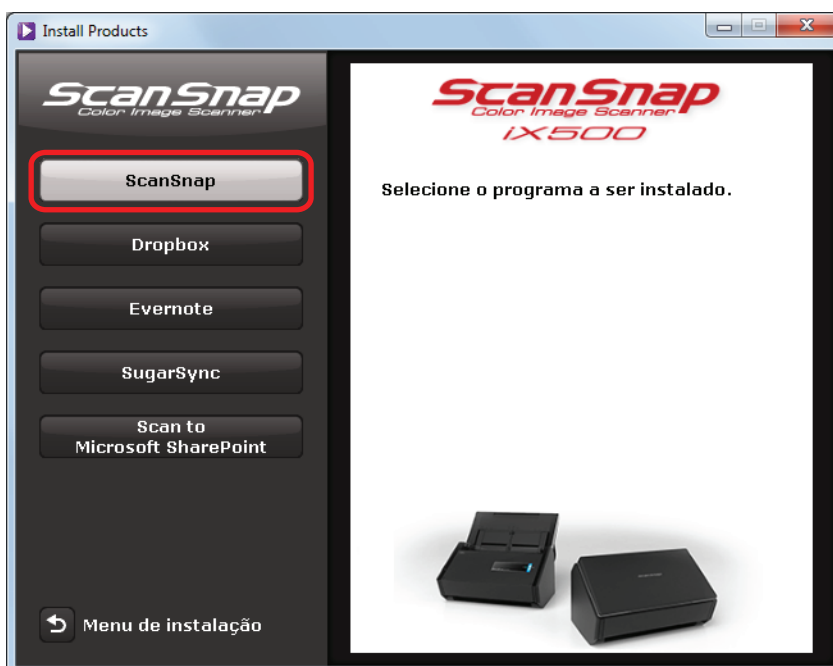 Install Products
ScanSnap
Color Image Scanner
ScanSnap
Dropbox
Evernote
SugarSync
Scan to
Microsoft SharePoint
Menu de instalação
ScanSnap
Color Image Scanner
iX500
Selecione o programa a ser instalado.